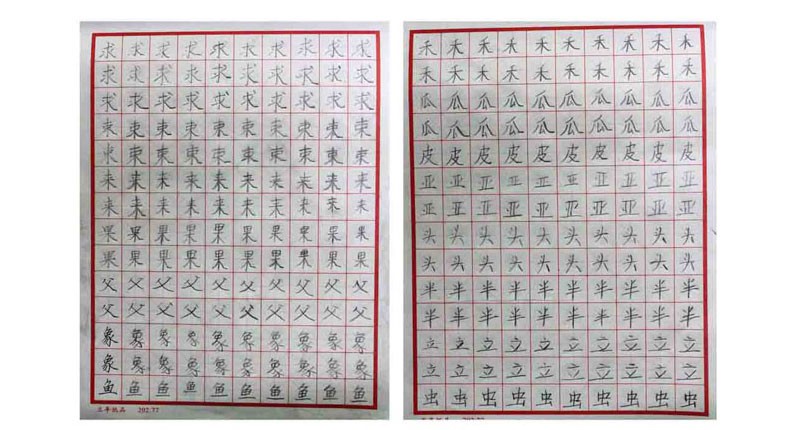 求求求求求求求求求求
求求求求求求求求求求
求求求求求求求求求求
束束束束束束束束束束
束束束束束束束束束束
来来来来来来来来来来
来来来来来来来来来来
果果果果果果果果果果
果果果果果果果果果果
父父父父父父父父父父
父父父父父父父父父父
象象象象象象象象象象
象象象象象象象象象象
鱼鱼鱼鱼鱼鱼鱼鱼鱼鱼
禾禾禾禾禾禾禾禾禾禾
禾禾禾禾禾禾禾禾禾禾
瓜瓜瓜瓜瓜瓜瓜瓜瓜瓜
瓜瓜瓜瓜瓜瓜瓜瓜瓜瓜
皮皮皮皮皮皮皮皮皮皮
亚亚亚亚亚亚亚亚亚亚
亚亚亚亚亚亚亚亚亚亚
头头头头头头头头头头
头头头头头头头头头头
半半半半半半半半半半
半半半半半半半半半半
立立立立立立立立立立
立立立立立立立立立立
虫虫虫虫虫虫虫虫虫虫